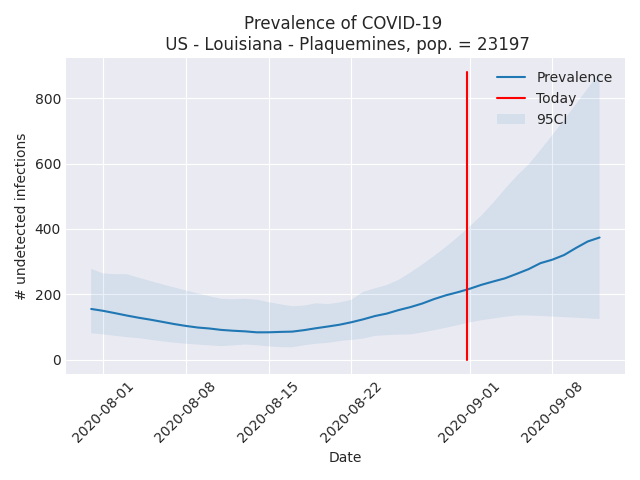 Prevalence of COVID-19
US - Louisiana - Plaquemines, pop. = 23197
Prevalence
Today
95CI
# undetected infections
800
600
400
200
0
2020-08-01
2020-08-08
2020-08-15
2020-08-22
2020-09-01
2020-09-08
Date